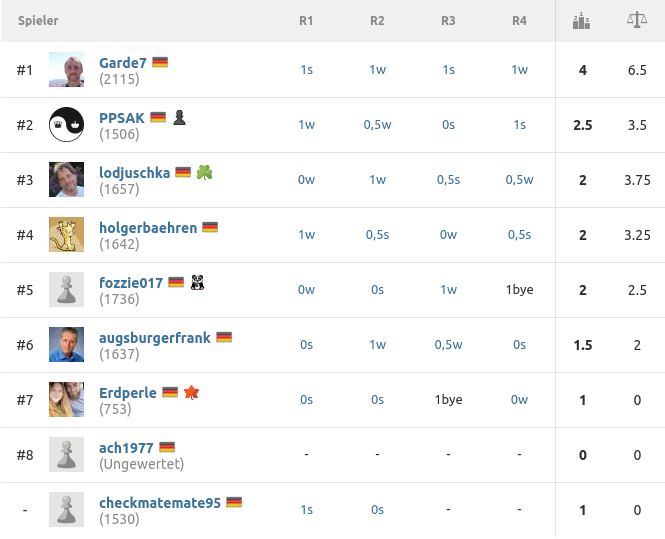 Spieler R1 R2 R3 R4
#1 Garde7 1s 1w 1s 1w 4 6.5
(2115)
#2 PPSAK 1w 0,5w 0s 1s 2.5 3.5
(1506)
#3 lodjuschka 0w 1w 0,5s 0,5w 2 3.75
(1657)
#4 holgerbaehren 1w 0,5s 0w 0,5s 2 3.25
(1642)
#5 fozzie017 0w 0s 1w 1bye 2 2.5
(1736)
#6 augsburgerfrank 0s 1w 0,5w 0s 1.5 2
(1637)
#7 Erdperle 0s 0s 1bye 0w 1 0
(753)
#8 ach1977 - - - - 0 0
(Ungewertet)
- checkmatemate95 1s 0s - - 1 0
(1530)